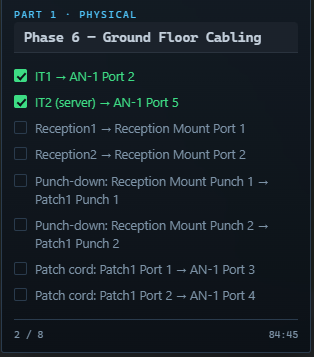 PART 1 · PHYSICAL
Phase 6 — Ground Floor Cabling
IT1 → AN-1 Port 2
IT2 (server) → AN-1 Port 5
Reception1 → Reception Mount Port 1
Reception2 → Reception Mount Port 2
Punch-down: Reception Mount Punch 1 →
Patch1 Punch 1
Punch-down: Reception Mount Punch 2 →
Patch1 Punch 2
Patch cord: Patch1 Port 1 → AN-1 Port 3
Patch cord: Patch1 Port 2 → AN-1 Port 4
2 / 8
84:45